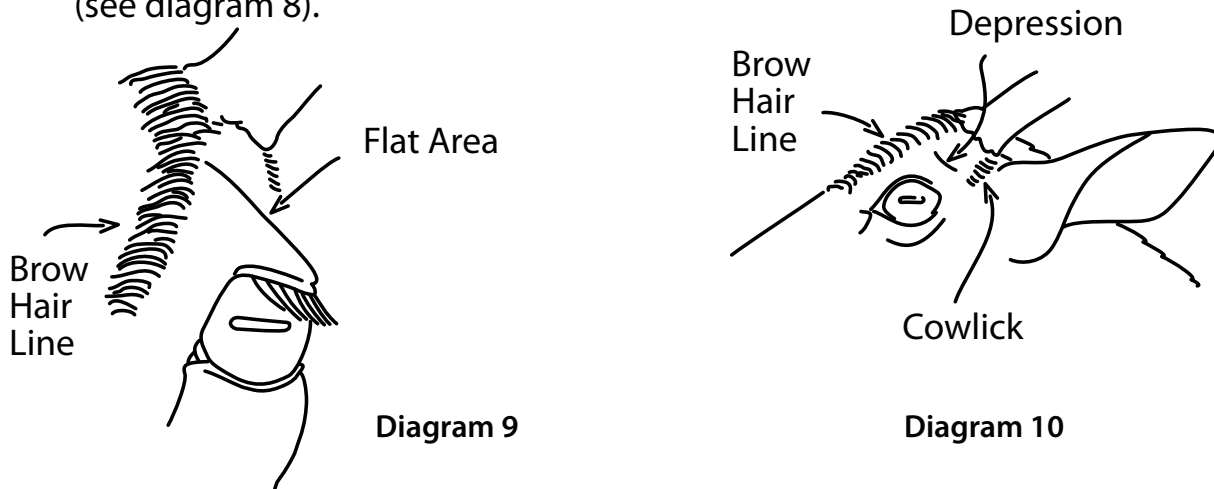 (see diagram 8).
Flat Area
Brow
Hair
Line
Diagram 9
Depression
Brow
Hair
Line
Cowlick
Diagram 10